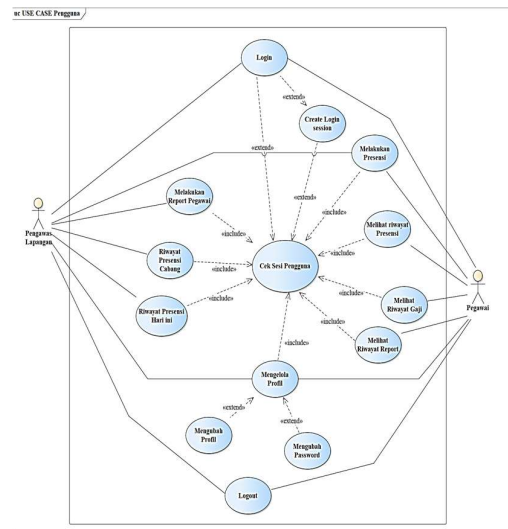 uc USE CASE Pengguna
Login
«extend»
Create Login
session
«extend»
Melakukan
Presensi
Melakukan
Report Pegawai
«extend»
«include»
Pengawas
Lapangan
«include»
Melihat riwayat
Presensi
Riwayat
Presensi
Cabang
«include»
Cek Sesi Pengguna
«include»
Pegawai
Riwayat Presensi
Hari ini
«include»
«include»
Melihat
Riwayat Gaji
«include»
Melihat
Riwayat Report
«include»
Mengelola
Profil
«extend»
Mengubah
Profil
«extend»
Mengubah
Password
Logout